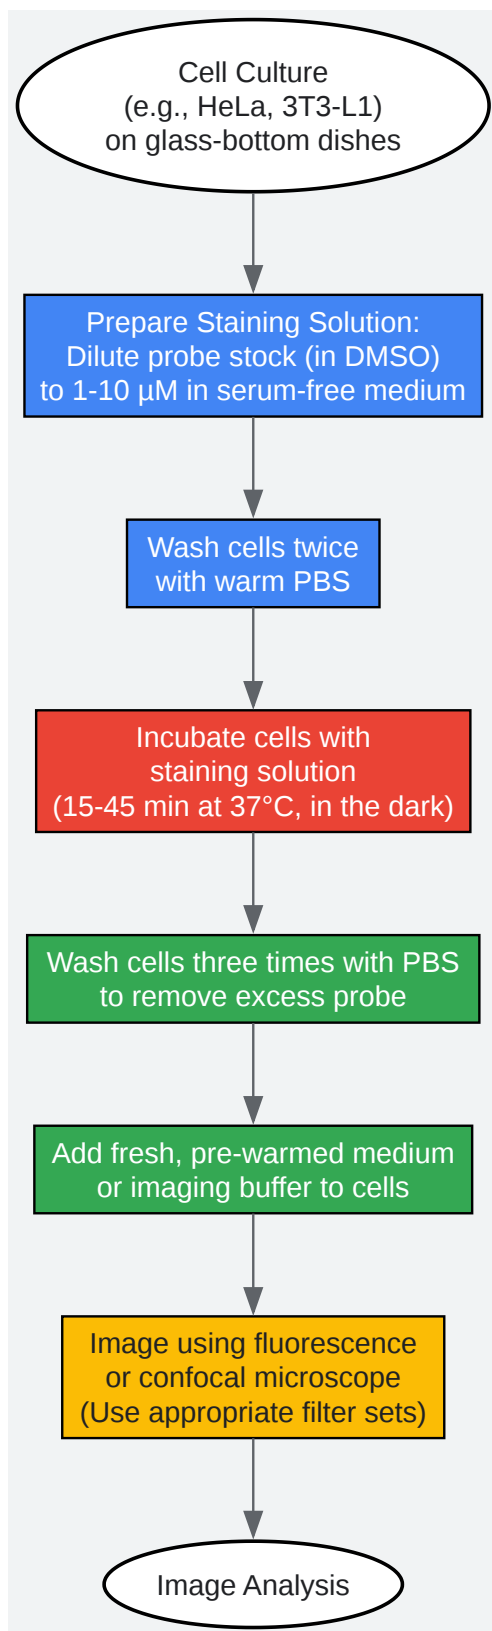 Cell Culture
(e.g., HeLa, 3T3-L1)
on glass-bottom dishes
Prepare Staining Solution:
Dilute probe stock (in DMSO)
to 1-10 µM in serum-free medium
Wash cells twice
with warm PBS
Incubate cells with
staining solution
(15-45 min at 37°C, in the dark)
Wash cells three times with PBS
to remove excess probe
Add fresh, pre-warmed medium
or imaging buffer to cells
Image using fluorescence
or confocal microscope
(Use appropriate filter sets)
Image Analysis